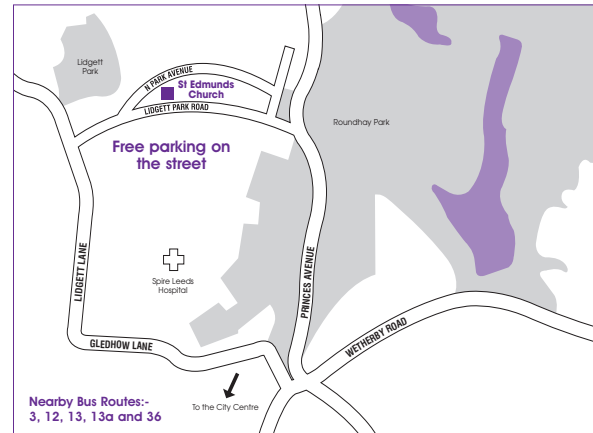 Lidgett
Park
N PARK AVENUE
St Edmunds
Church
LIDGETT PARK ROAD
Roundhay Park
Free parking on
the street
LIDGETT LANE
Spire Leeds
Hospital
PRINCES AVENUE
GLEDHOW LANE
WETHERBY ROAD
Nearby Bus Routes:-
3, 12, 13, 13a and 36
To the City Centre